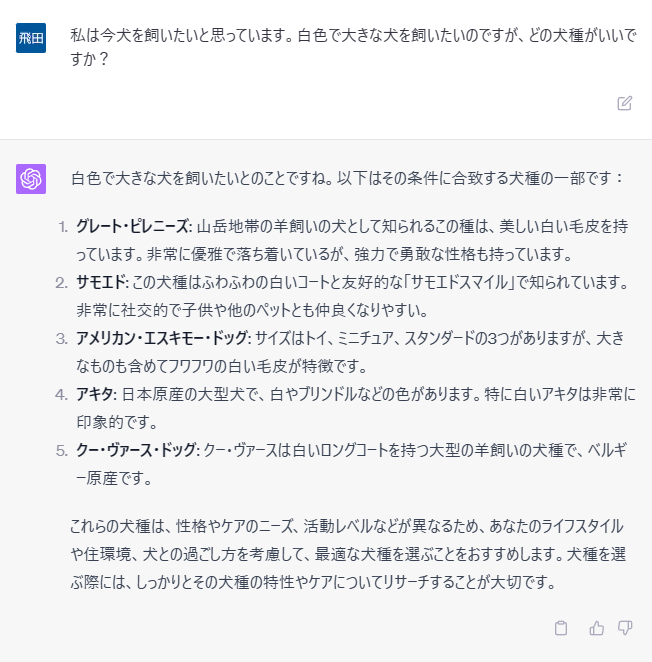 飛田
私は今犬を飼いたいと思っています。白色で大きな犬を飼いたいのですが、どの犬種がいいで
すか？
白色で大きな犬を飼いたいとのことですね。以下はその条件に合致する犬種の一部です：
1. グレート・ピレニーズ: 山岳地帯の羊飼いの犬として知られるこの種は、美しい白い毛皮を持
っています。非常に優雅で落ち着いているが、強力で勇敢な性格も持っています。
2. サモエド: この犬種はふわふわの白いコートと友好的な「サモエドスマイル」で知られています。
非常に社交的で子供や他のペットとも仲良くなりやすい。
3. アメリカン・エスキモー・ドッグ: サイズはトイ、ミニチュア、スタンダードの3つがありますが、大き
なものも含めてフワフワの白い毛皮が特徴です。
4. アキタ: 日本原産の大型犬で、白やブリンドルなどの色があります。特に白いアキタは非常に
印象的です。
5. クー・ヴァース・ドッグ: クー・ヴァースは白いロングコートを持つ大型の羊飼いの犬種で、ベルギ
ー原産です。
これらの犬種は、性格やケアのニーズ、活動レベルなどが異なるため、あなたのライフスタイル
や住環境、犬との過ごし方を考慮して、最適な犬種を選ぶことをおすすめします。犬種を選
ぶ際には、しっかりとその犬種の特性やケアについてリサーチすることが大切です。